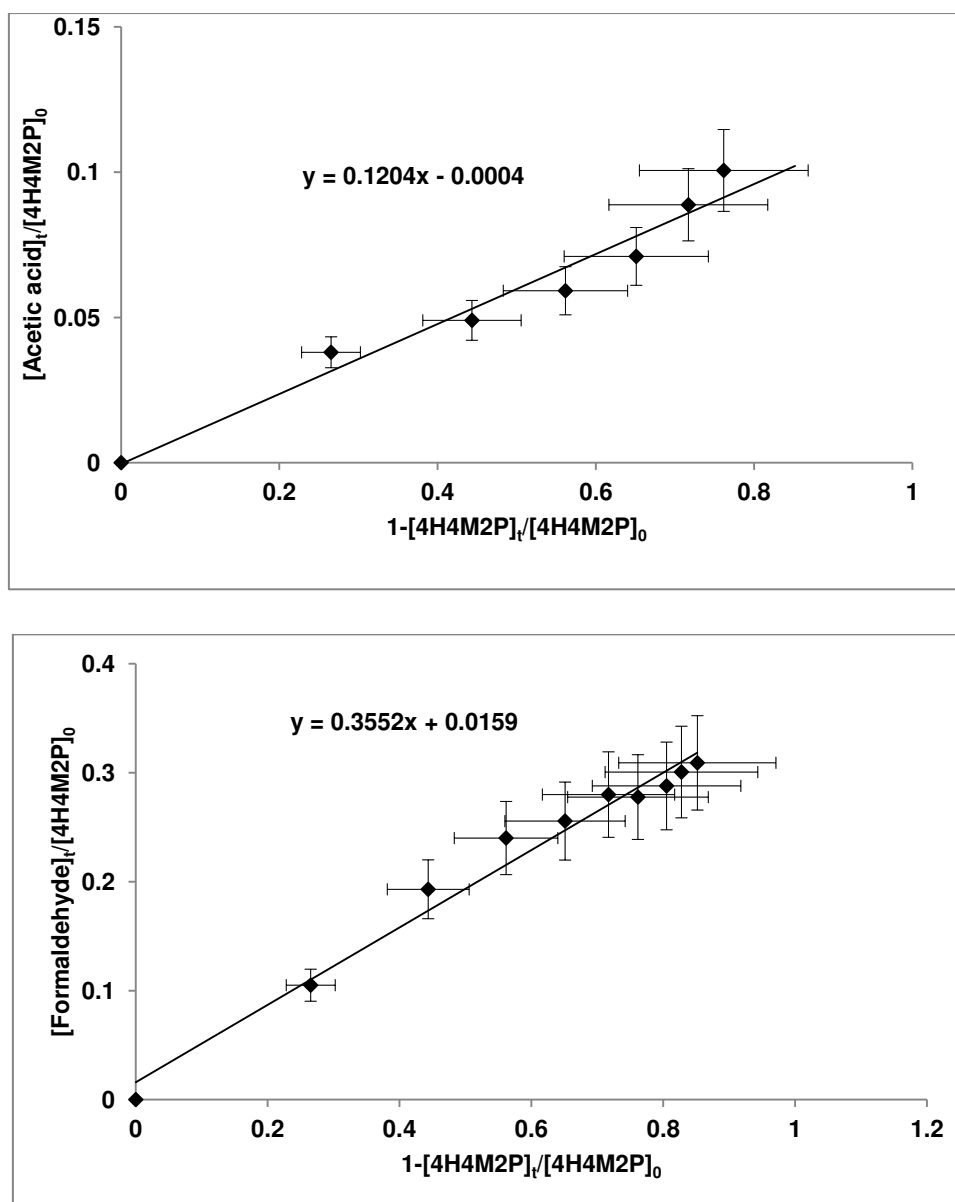 0.15
0.1
0.05
0
[Acetic acid]t/[4H4M2P]0
y = 0.1204x - 0.0004
0 0.2 0.4 0.6 0.8 1
1-[4H4M2P]t/[4H4M2P]0
0.4
0.3
0.2
0.1
0
[Formaldehyde]t/[4H4M2P]0
y = 0.3552x + 0.0159
0 0.2 0.4 0.6 0.8 1 1.2
1-[4H4M2P]t/[4H4M2P]0